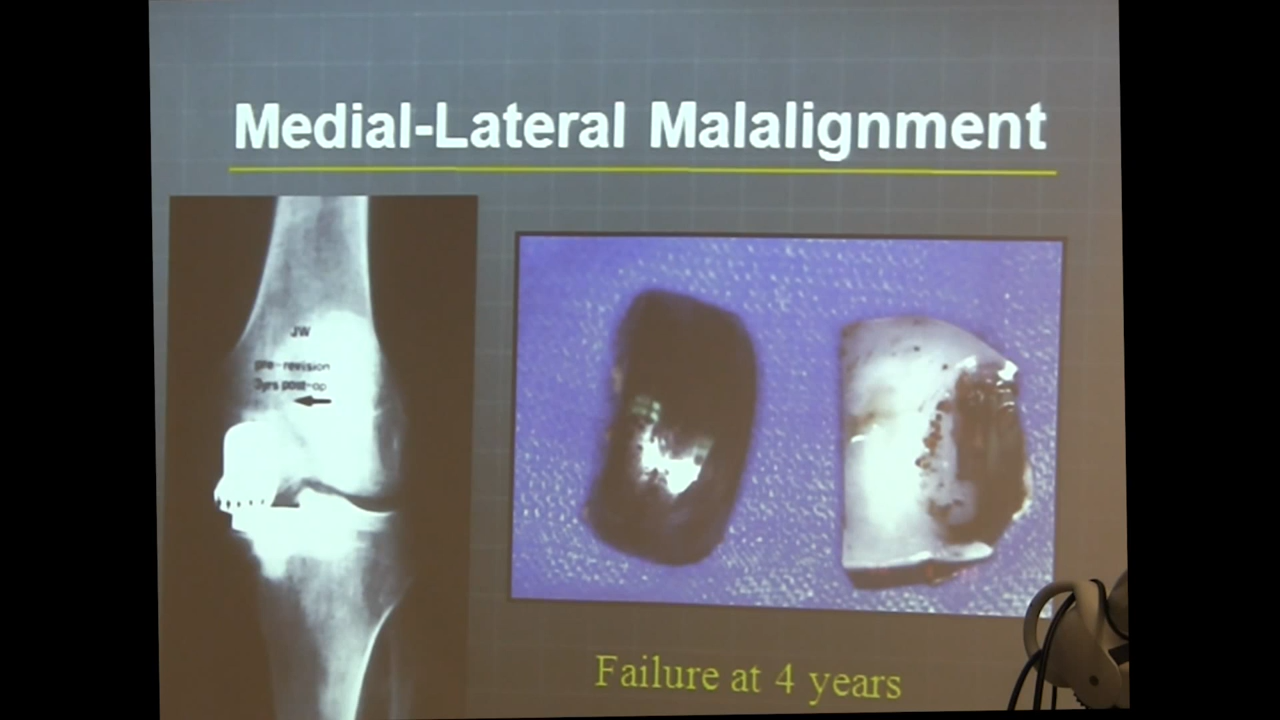 Medial-Lateral Malalignment
JW
pre-revision
3yrs post-op
Failure at 4 years